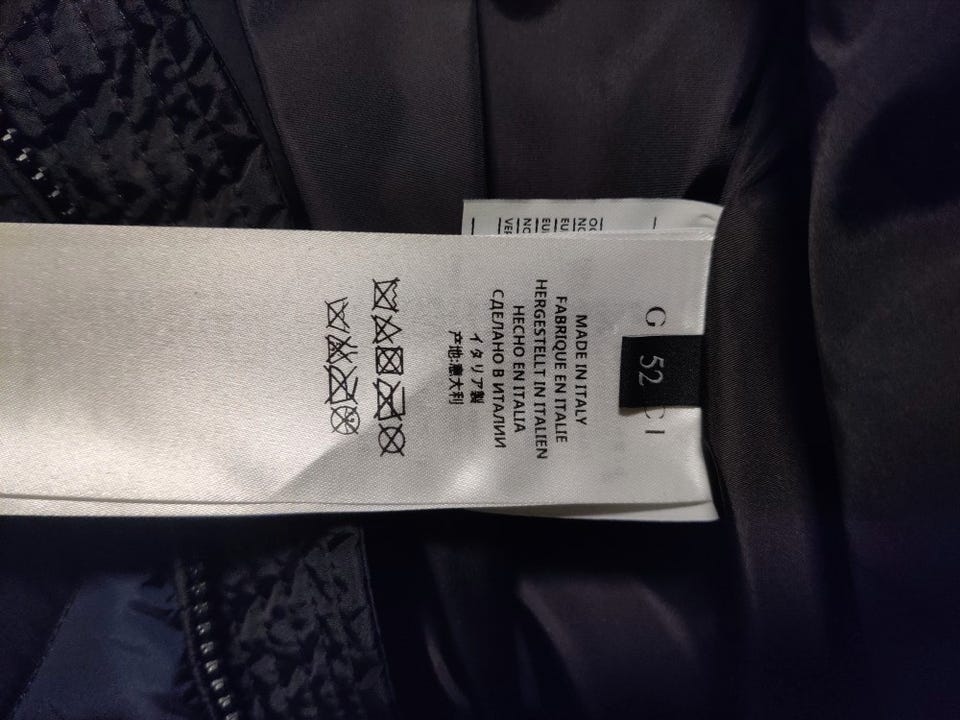 G CI
52
MADE IN ITALY
FABRIQUE EN ITALIE
HERGESTELLT IN ITALIEN
HECHO EN ITALIA
СДЕЛАНО В ИТАЛИИ
イタリア製
产地:意大利